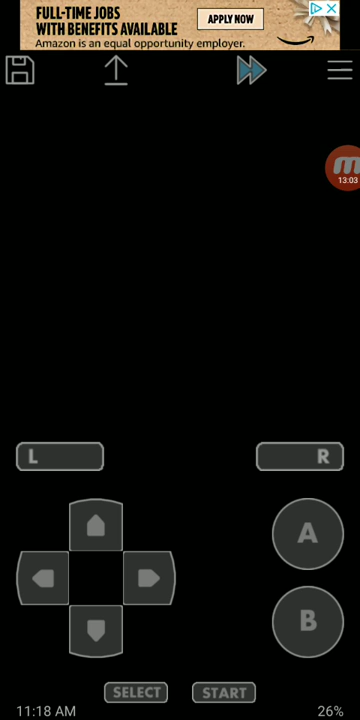 FULL-TIME JOBS
WITH BENEFITS AVAILABLE
APPLY NOW
Amazon is an equal opportunity employer.
13:03
L
R
A
B
SELECT
START
11:18 AM
26%